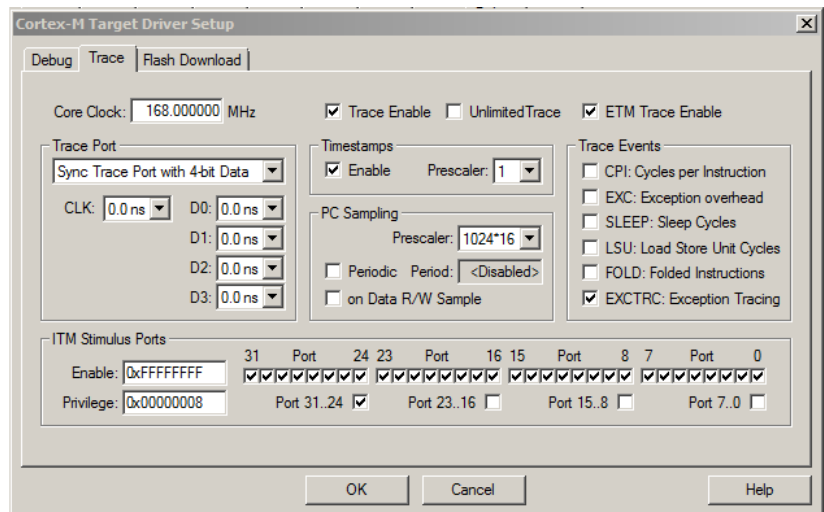 Cortex-M Target Driver Setup
Debug Trace Flash Download
Core Clock: 168.000000 MHz Trace Enable Unlimited Trace ETM Trace Enable
Trace Port Timestamps Trace Events
Sync Trace Port with 4-bit Data Enable Prescaler: 1 CPI: Cycles per Instruction
EXC: Exception overhead
CLK: 0.0 ns D0: 0.0 ns PC Sampling SLEEP: Sleep Cycles
D1: 0.0 ns Prescaler: 1024*16 LSU: Load Store Unit Cycles
D2: 0.0 ns Periodic Period: <Disabled> FOLD: Folded Instructions
D3: 0.0 ns on Data R/W Sample EXCTRC: Exception Tracing
ITM Stimulus Ports
31 Port 24 23 Port 16 15 Port 8 7 Port 0
Enable: 0xFFFFFFFF
Privilege: 0x00000008 Port 31..24 Port 23..16 Port 15..8 Port 7..0
OK Cancel Help